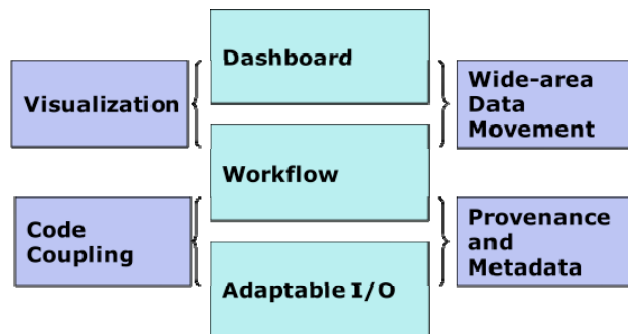 Dashboard
Visualization
Wide-area
Data
Movement
Workflow
Code
Coupling
Provenance
and
Metadata
Adaptable I/O